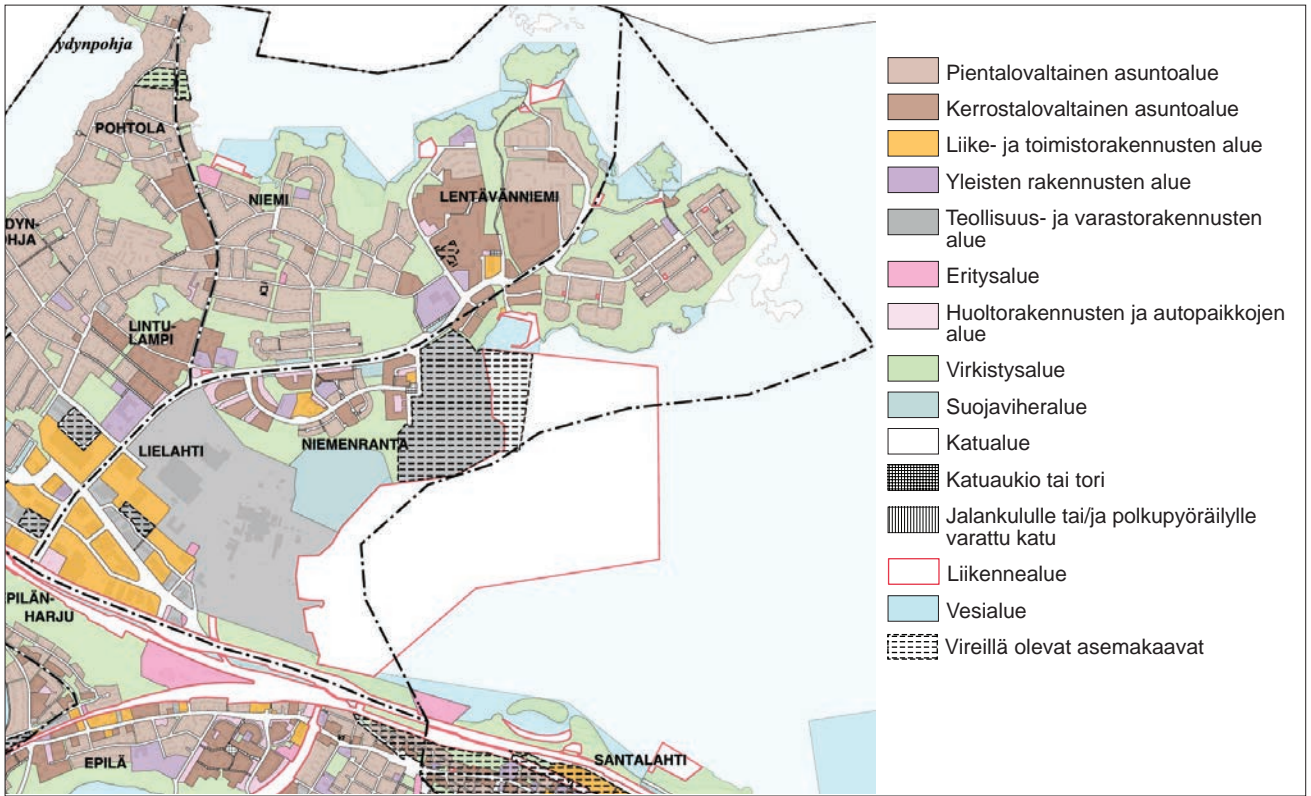 ydynpohja
POHTOLA
NIEMI
LENTÄVÄNNIEMI
DYN-
OHJA
LINTU-
LAMPI
LIELAHTI
NIEMENRANTA
PILÄN-
HARJU
EPILÄ
SANTALAHTI
Pientalovaltainen asuntoalue
Kerrostalovaltainen asuntoalue
Liike- ja toimistorakennusten alue
Yleisten rakennusten alue
Teollisuus- ja varastorakennusten
alue
Eritysalue
Huoltorakennusten ja autopaikkojen
alue
Virkistysalue
Suojaviheralue
Katualue
Katuaukio tai tori
Jalankululle tai/ja polkupyöräilylle
varattu katu
Liikennealue
Vesialue
Vireillä olevat asemakaavat